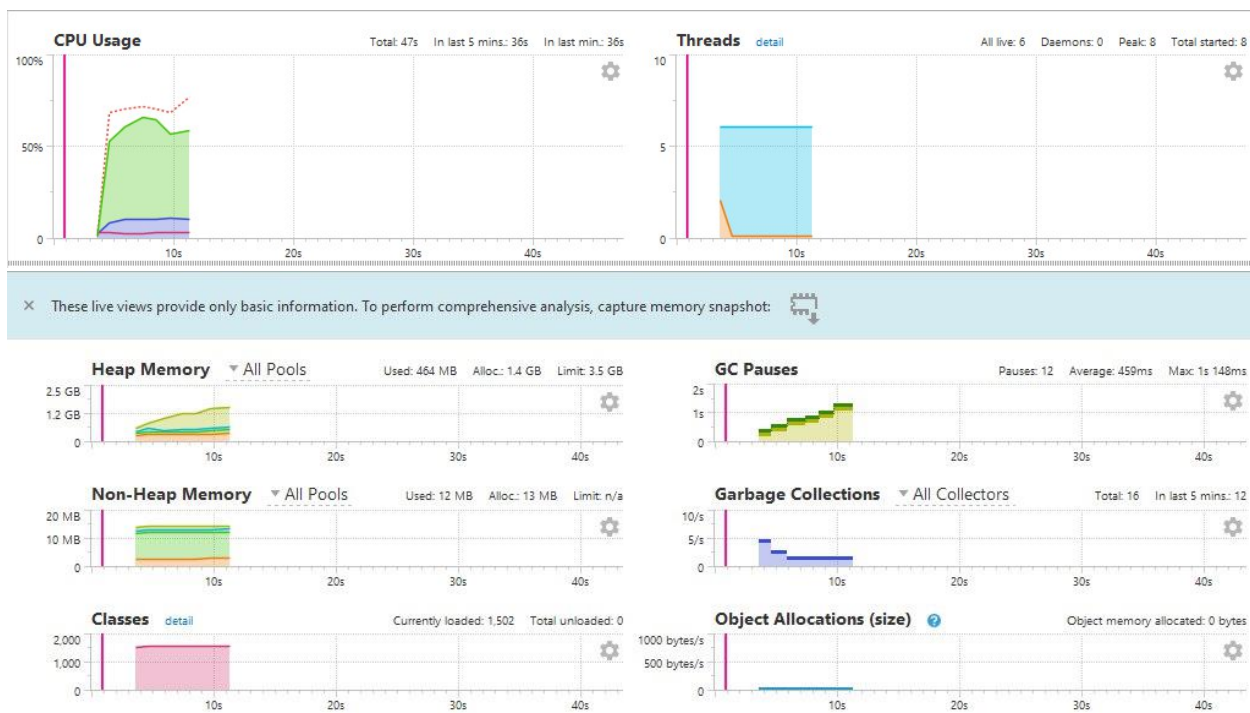 CPU Usage Total: 47s In last 5 mins.: 36s In last min.: 36s
100%
50%
0
10s 20s 30s 40s
Threads detail All live: 6 Daemons: 0 Peak: 8 Total started: 8
10
5
0
10s 20s 30s 40s
× These live views provide only basic information. To perform comprehensive analysis, capture memory snapshot:
Heap Memory All Pools Used: 464 MB Alloc.: 1.4 GB Limit: 3.5 GB
2.5 GB
1.2 GB
0
10s 20s 30s 40s
GC Pauses Pauses: 12 Average: 459ms Max: 1s 148ms
2s
1s
0
10s 20s 30s 40s
Non-Heap Memory All Pools Used: 12 MB Alloc.: 13 MB Limit: n/a
20 MB
10 MB
0
10s 20s 30s 40s
Garbage Collections All Collectors Total: 16 In last 5 mins.: 12
10/s
5/s
0
10s 20s 30s 40s
Classes detail Currently loaded: 1,502 Total unloaded: 0
2,000
1,000
0
10s 20s 30s 40s
Object Allocations (size) ? Object memory allocated: 0 bytes
1000 bytes/s
500 bytes/s
0
10s 20s 30s 40s